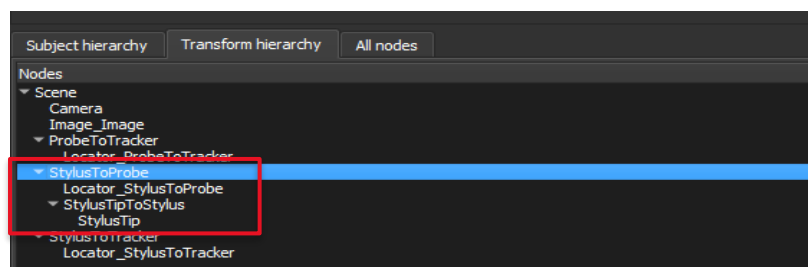 Subject hierarchy Transform hierarchy All nodes
Nodes
Scene
Camera
Image_Image
ProbeToTracker
Locator_ProbeToTracker
StylusToProbe
Locator_StylusToProbe
StylusTipToStylus
StylusTip
StylusToTracker
Locator_StylusToTracker